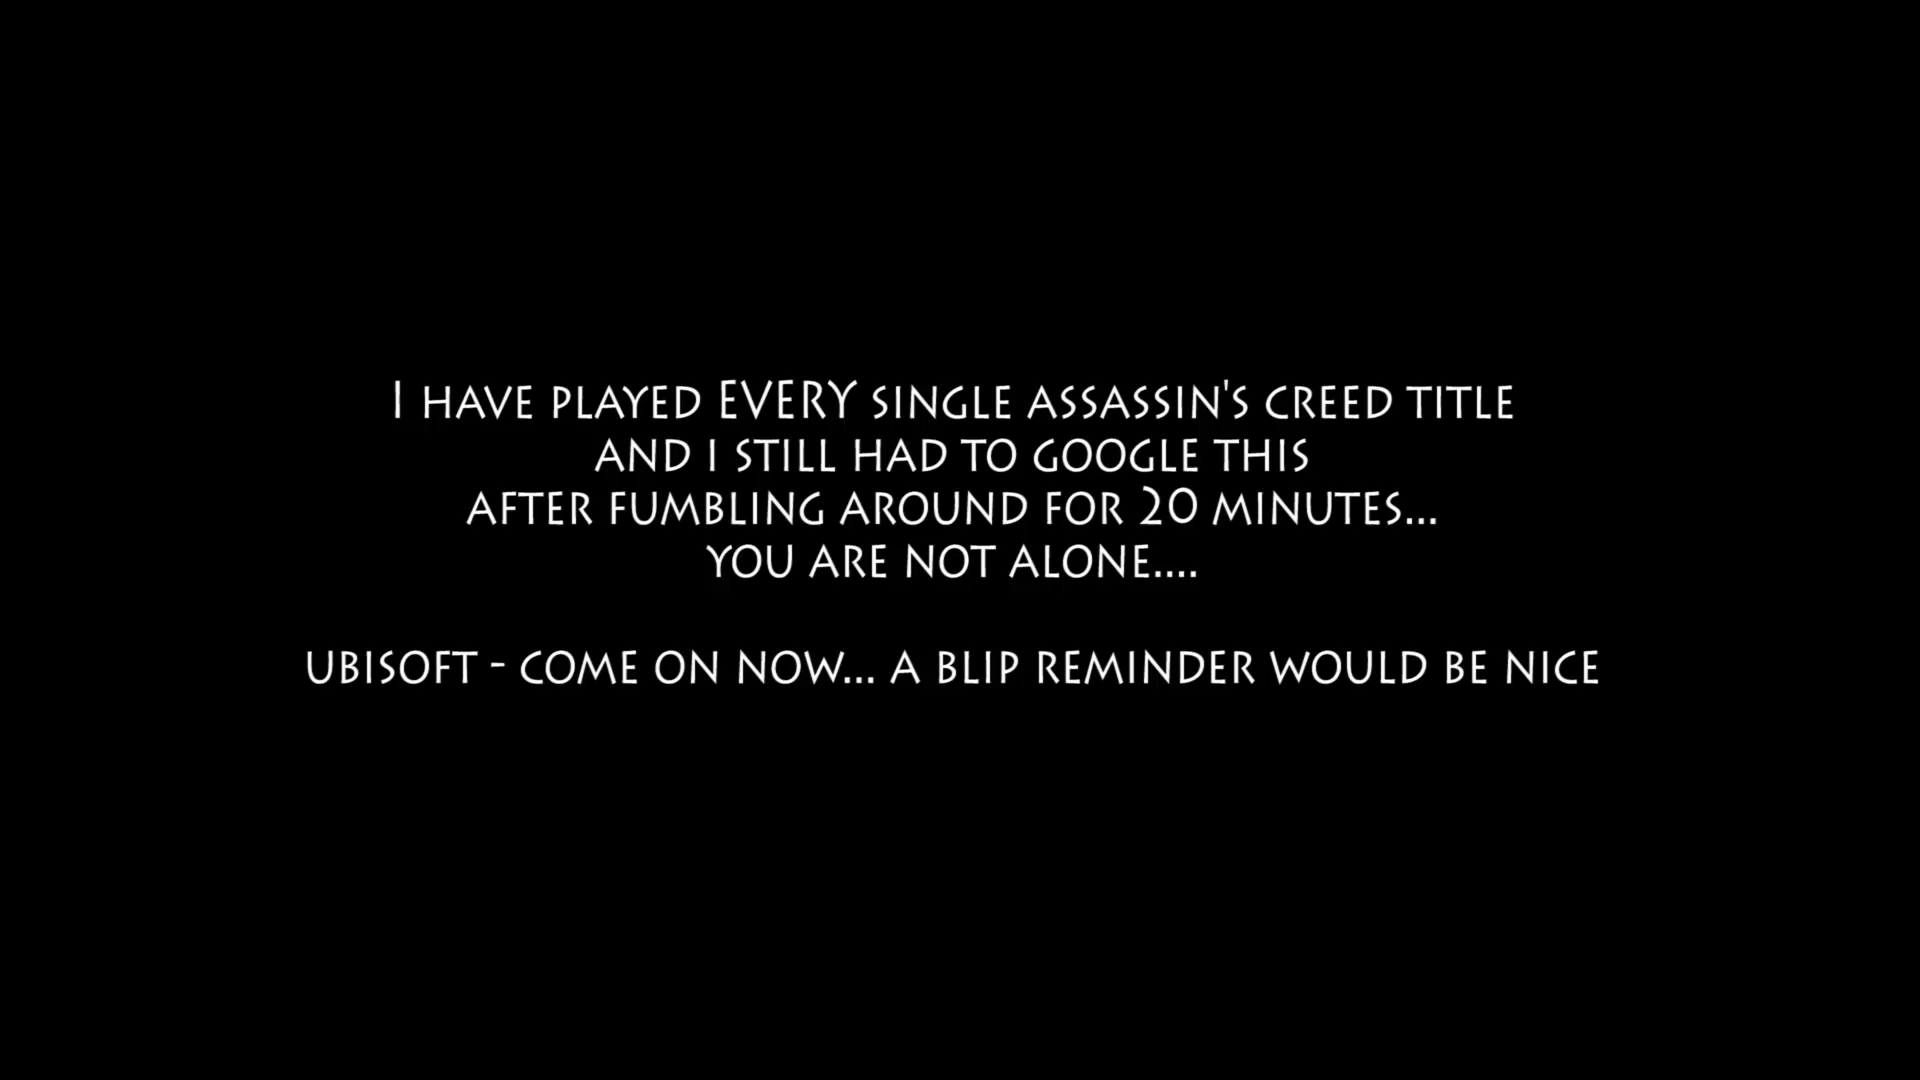 I HAVE PLAYED EVERY SINGLE ASSASSIN'S CREED TITLE
AND I STILL HAD TO GOOGLE THIS
AFTER FUMBLING AROUND FOR 20 MINUTES...
YOU ARE NOT ALONE....
UBISOFT - COME ON NOW... A BLIP REMINDER WOULD BE NICE